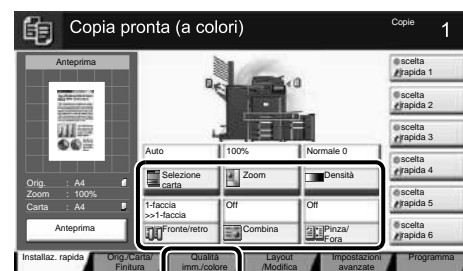 Copia pronta (a colori)
Copie 1
Anteprima
Orig. : A4
Zoom : 100%
Carta : A4
Anteprima
Auto
100%
Normale 0
Selezione carta
Zoom
Densità
1-faccia >>1-faccia
Off
Off
Fronte/retro
Combina
Pinza/Fora
scelta rapida 1
scelta rapida 2
scelta rapida 3
scelta rapida 4
scelta rapida 5
scelta rapida 6
Installaz. rapida
Orig./Carta/Finitura
Qualità imm./colore
Layout /Modifica
Impostazioni avanzate
Programma